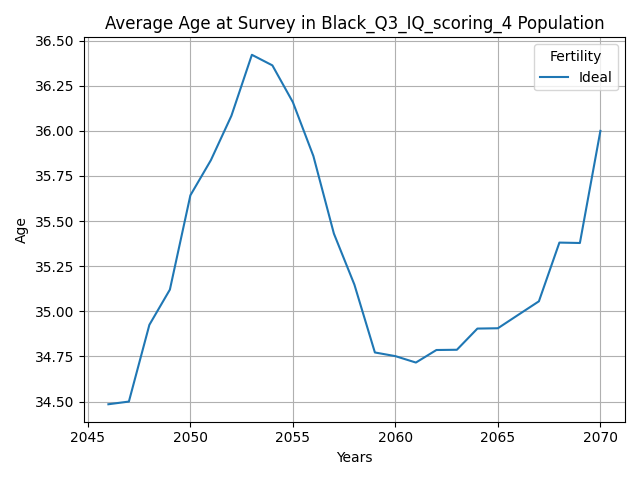 Average Age at Survey in Black_Q3_IQ_scoring_4 Population
36.50
36.25
36.00
35.75
35.50
35.25
35.00
34.75
34.50
Age
Fertility
Ideal
2045 2050 2055 2060 2065 2070
Years